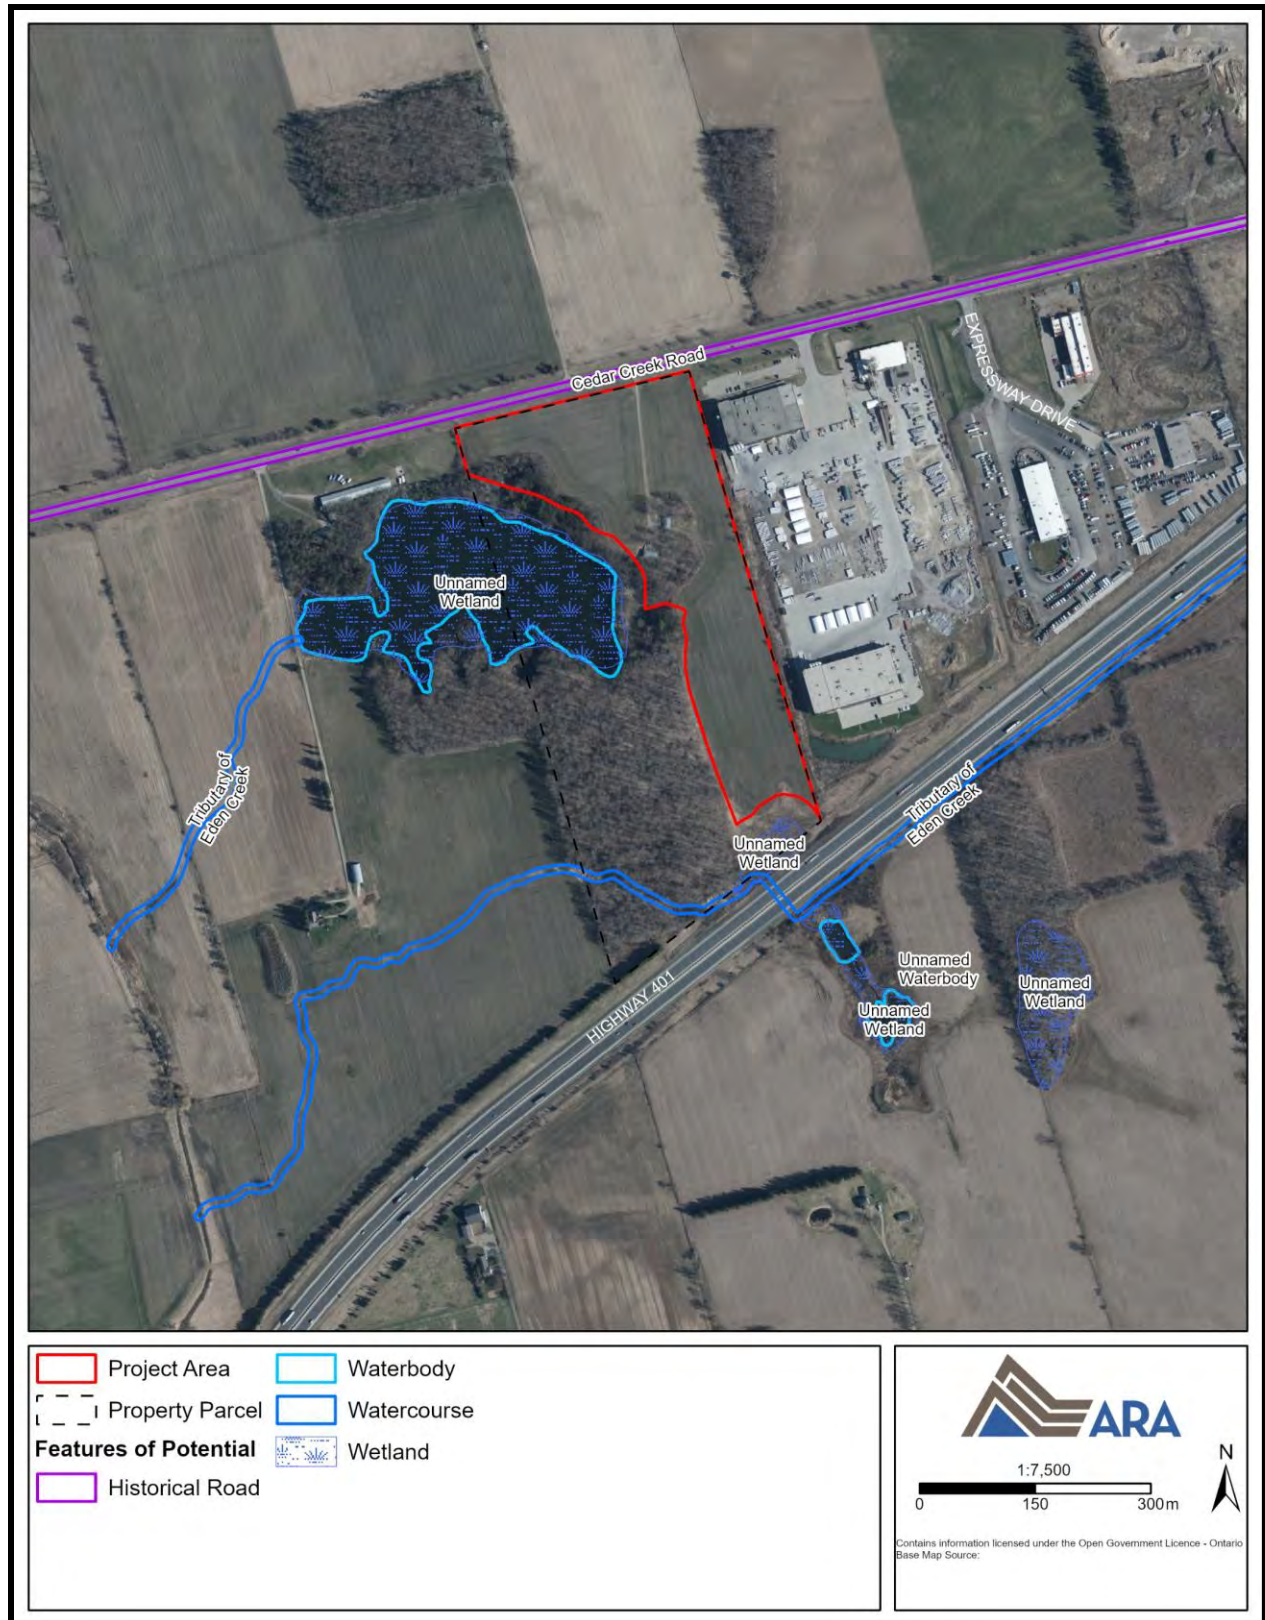 Cedar Creek Road
EXPRESSWAY DRIVE
Unnamed
Wetland
Tributary of
Eden Creek
Tributary of
Eden Creek
Unnamed
Wetland
Unnamed
Waterbody
Unnamed
Wetland
Unnamed
Wetland
HIGHWAY 401
Project Area
Property Parcel
Features of Potential
Historical Road
Waterbody
Watercourse
Wetland
ARA
N
1:7,500
0 150 300m
Contains information licensed under the Open Government Licence - Ontario
Base Map Source: